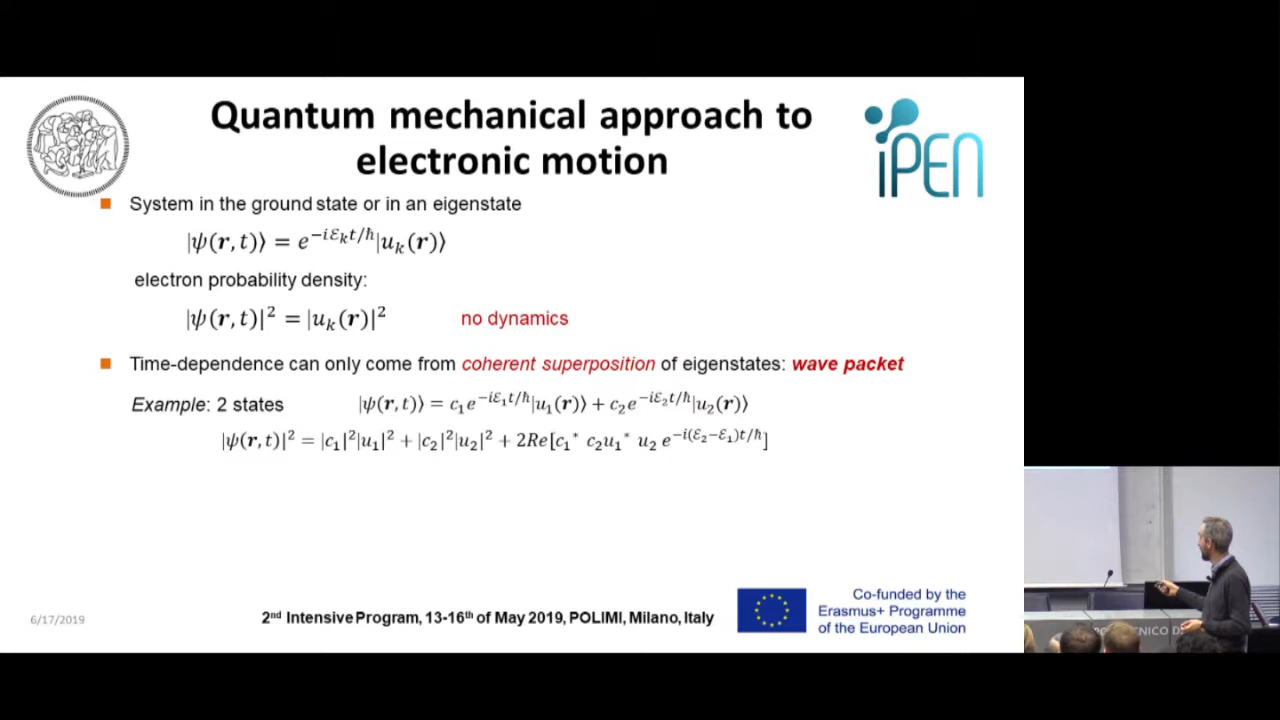 Quantum mechanical approach to
electronic motion
iPEN
System in the ground state or in an eigenstate
|ψ(r, t)⟩ = e^{−iℰ_k t/ħ}|u_k(r)⟩
electron probability density:
|ψ(r, t)|² = |u_k(r)|² no dynamics
Time-dependence can only come from coherent superposition of eigenstates: wave packet
Example: 2 states |ψ(r, t)⟩ = c₁e^{−iℰ₁t/ħ}|u₁(r)⟩ + c₂e^{−iℰ₂t/ħ}|u₂(r)⟩
|ψ(r, t)|² = |c₁|²|u₁|² + |c₂|²|u₂|² + 2Re[c₁* c₂u₁* u₂ e^{−i(ℰ₂−ℰ₁)t/ħ}]
6/17/2019
2nd Intensive Program, 13-16th of May 2019, POLIMI, Milano, Italy
Co-funded by the
Erasmus+ Programme
of the European Union